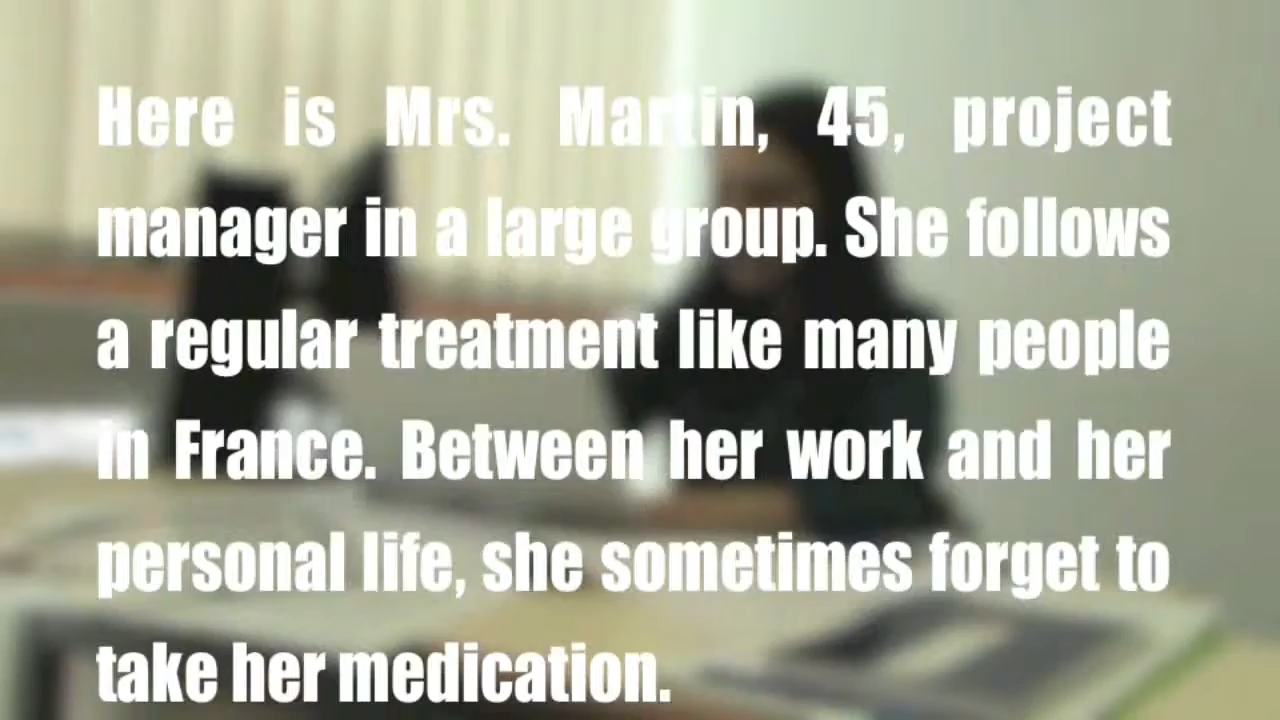 Here is Mrs. Martin, 45, project
manager in a large group. She follows
a regular treatment like many people
in France. Between her work and her
personal life, she sometimes forget to
take her medication.